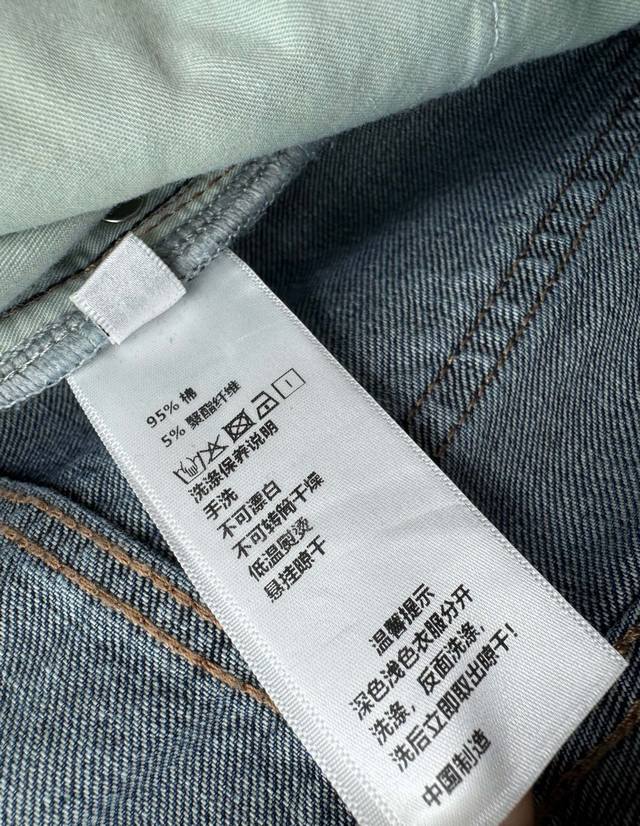 95% 棉
5% 聚酯纤维
洗涤保养说明
手洗
不可漂白
不可转筒干燥
低温熨烫
悬挂晾干
温馨提示
深色浅色衣服分开
洗涤，反面洗涤，
洗后立即取出晾干！
中国制造